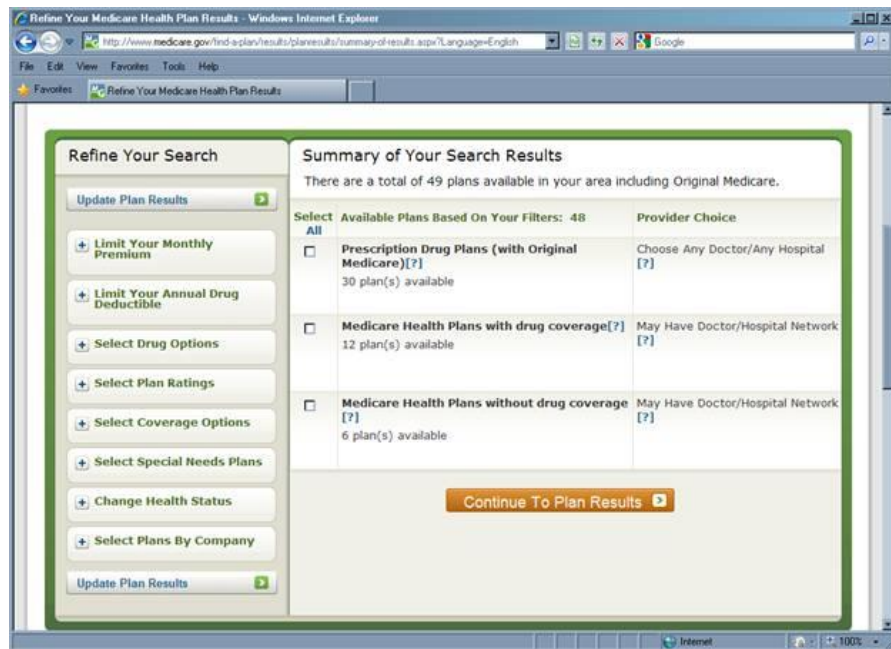 Refine Your Medicare Health Plan Results - Windows Internet Explorer
http://www.medicare.gov/find-a-plan/results/planresults/summary-of-results.aspx?Language=English
Google
File Edit View Favorites Tools Help
Favorites
Refine Your Medicare Health Plan Results
Refine Your Search
Update Plan Results
Limit Your Monthly
Premium
Limit Your Annual Drug
Deductible
Select Drug Options
Select Plan Ratings
Select Coverage Options
Select Special Needs Plans
Change Health Status
Select Plans By Company
Update Plan Results
Summary of Your Search Results
There are a total of 49 plans available in your area including Original Medicare.
Select All
Available Plans Based On Your Filters: 48
Provider Choice
Prescription Drug Plans (with Original
Medicare)[?]
30 plan(s) available
Choose Any Doctor/Any Hospital
[?]
Medicare Health Plans with drug coverage[?]
12 plan(s) available
May Have Doctor/Hospital Network
[?]
Medicare Health Plans without drug coverage
[?]
6 plan(s) available
May Have Doctor/Hospital Network
[?]
Continue To Plan Results
Internet
100%